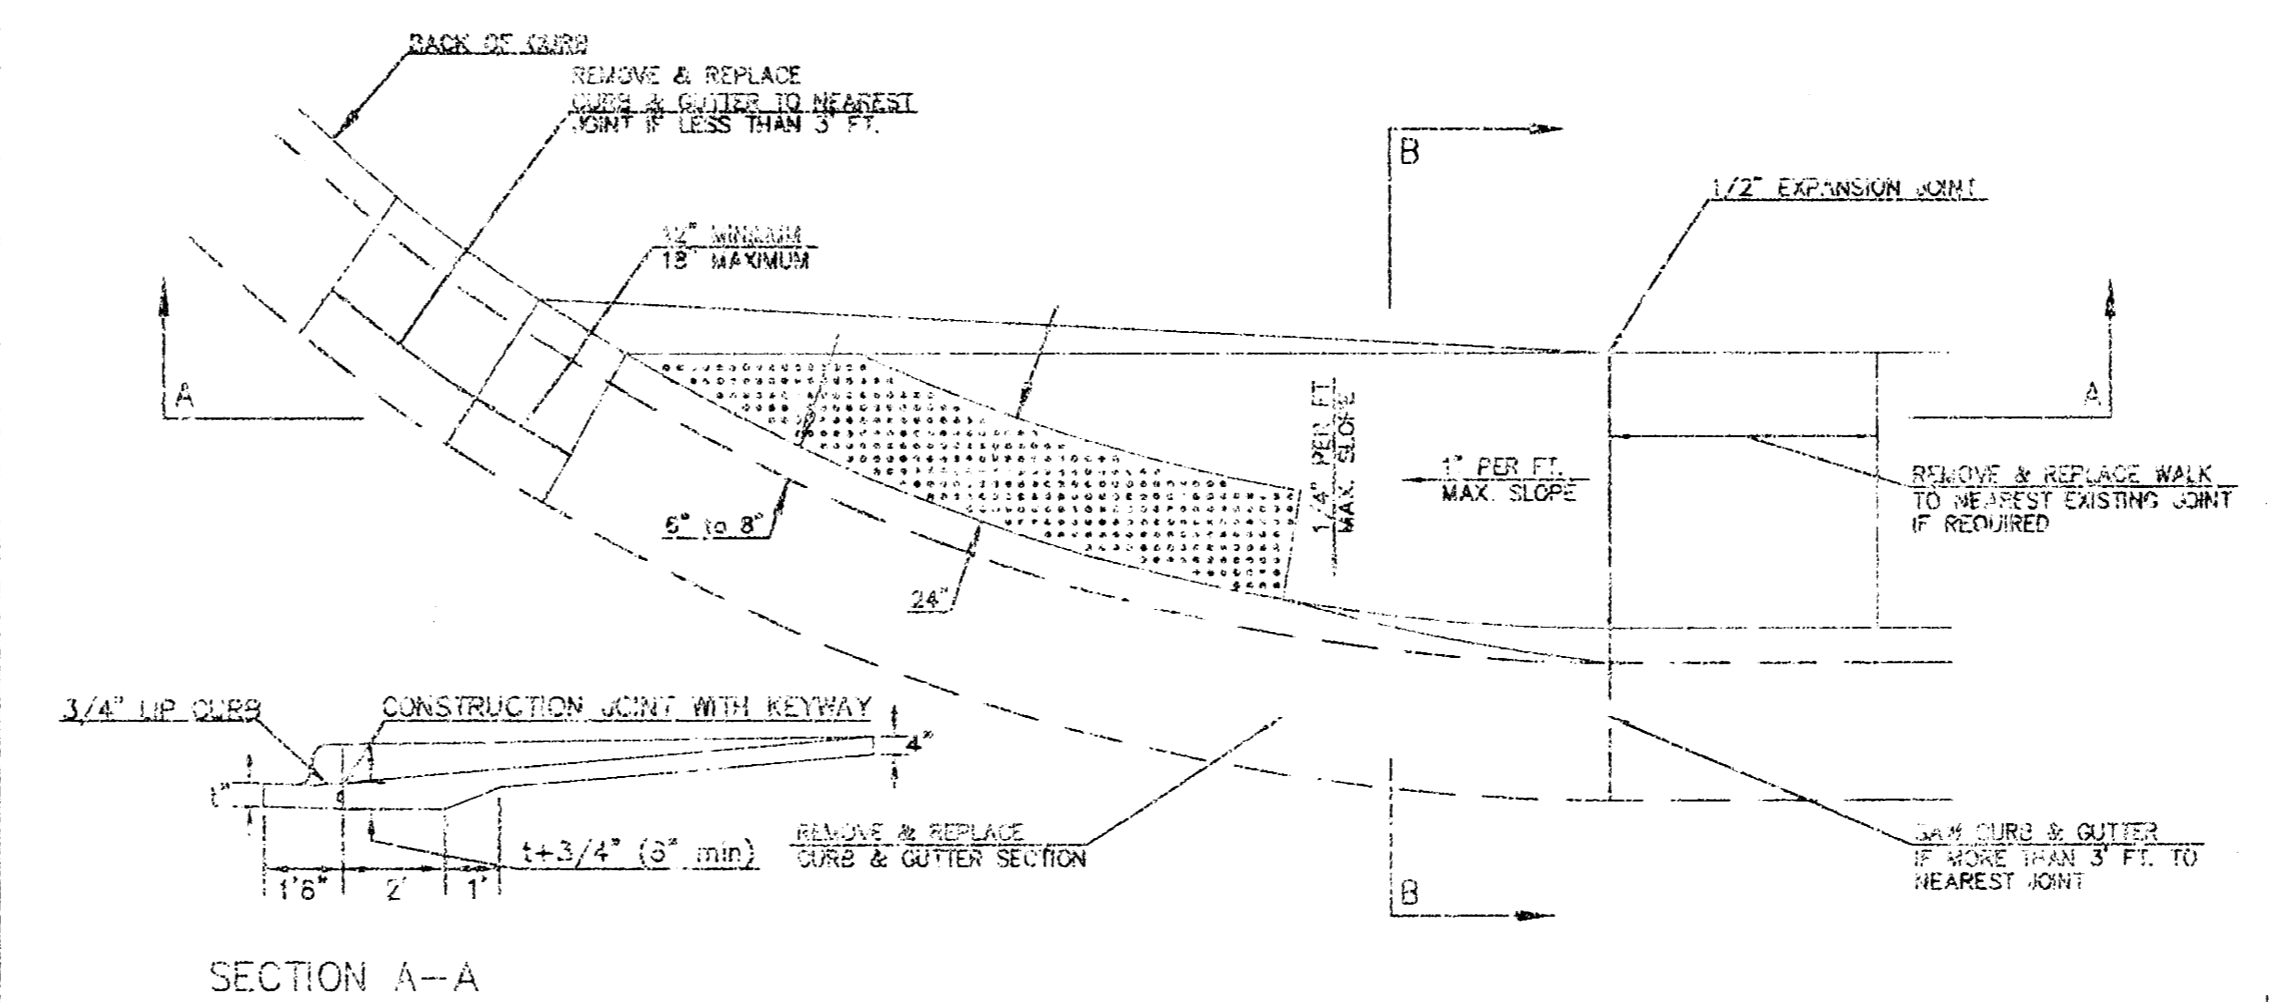 BACK OF CURB
REMOVE & REPLACE
CURB & GUTTER TO NEAREST
JOINT IF LESS THAN 3' FT.
B
1/2" EXPANSION JOINT
12" MINIMUM
18" MAXIMUM
A
A
1/4" PER FT
MAX. SLOPE
1" PER FT.
MAX. SLOPE
REMOVE & REPLACE WALK
TO NEAREST EXISTING JOINT
IF REQUIRED
6" to 8"
24"
3/4" LIP CURB
CONSTRUCTION JOINT WITH KEYWAY
4"
t"
t+3/4" (6" min)
1'6"
2'
1'
REMOVE & REPLACE
CURB & GUTTER SECTION
SAW CURB & GUTTER
IF MORE THAN 3' FT. TO
NEAREST JOINT
B
SECTION A--A